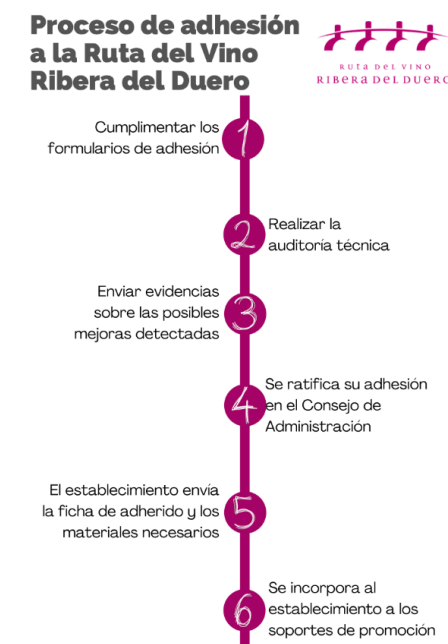 Proceso de adhesión
a la Ruta del Vino
Ribera del Duero
RUTA DEL VINO
RIBERA DEL DUERO
1
Cumplimentar los
formularios de adhesión
2
Realizar la
auditoría técnica
3
Enviar evidencias
sobre las posibles
mejoras detectadas
4
Se ratifica su adhesión
en el Consejo de
Administración
5
El establecimiento envía
la ficha de adherido y los
materiales necesarios
6
Se incorpora al
establecimiento a los
soportes de promoción